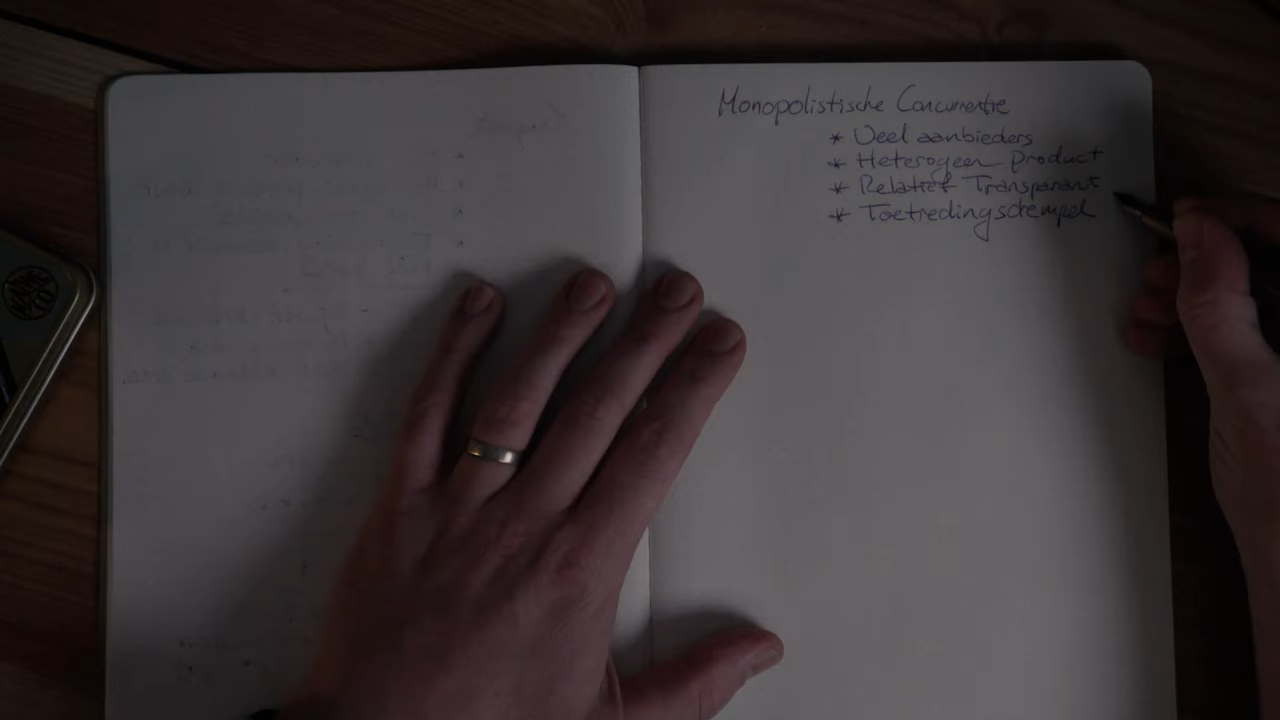 Monopolistische Concurrentie
* Veel aanbieders
* Heterogeen product
* Relatief Transparant
* Toetredingsdrempel